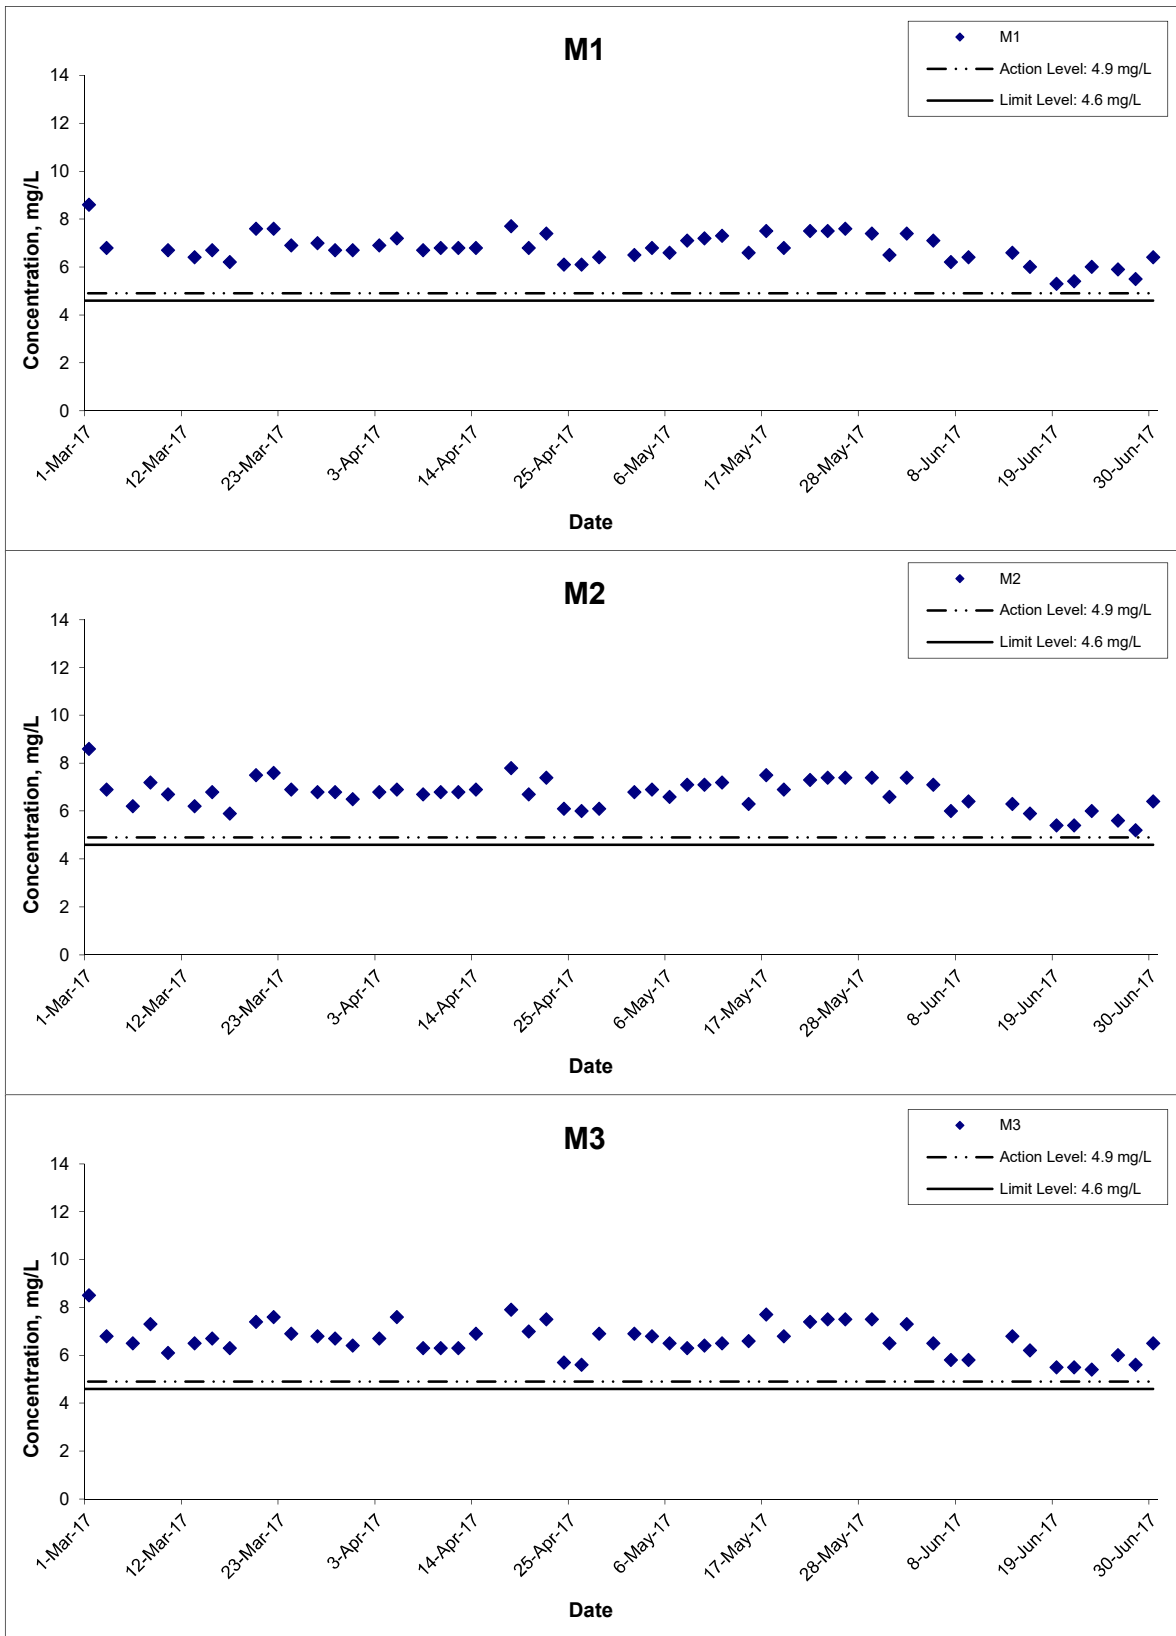 M1
M1
Action Level: 4.9 mg/L
Limit Level: 4.6 mg/L
14
12
10
8
6
4
2
0
Concentration, mg/L
1-Mar-17
12-Mar-17
23-Mar-17
3-Apr-17
14-Apr-17
25-Apr-17
6-May-17
17-May-17
28-May-17
8-Jun-17
19-Jun-17
30-Jun-17
Date
M2
M2
Action Level: 4.9 mg/L
Limit Level: 4.6 mg/L
14
12
10
8
6
4
2
0
Concentration, mg/L
1-Mar-17
12-Mar-17
23-Mar-17
3-Apr-17
14-Apr-17
25-Apr-17
6-May-17
17-May-17
28-May-17
8-Jun-17
19-Jun-17
30-Jun-17
Date
M3
M3
Action Level: 4.9 mg/L
Limit Level: 4.6 mg/L
14
12
10
8
6
4
2
0
Concentration, mg/L
1-Mar-17
12-Mar-17
23-Mar-17
3-Apr-17
14-Apr-17
25-Apr-17
6-May-17
17-May-17
28-May-17
8-Jun-17
19-Jun-17
30-Jun-17
Date